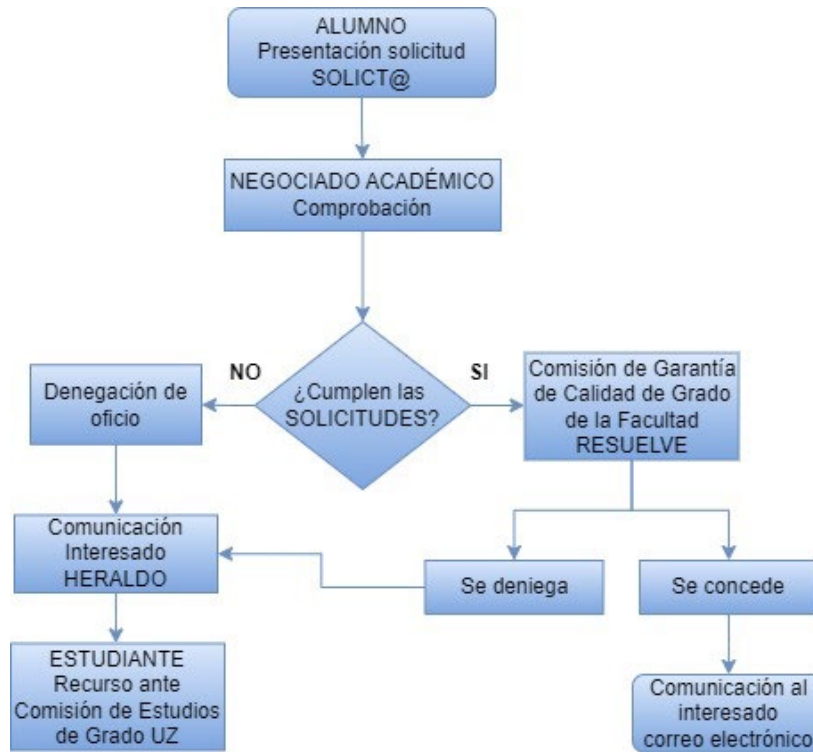 ALUMNO
Presentación solicitud
SOLICT@
NEGOCIADO ACADÉMICO
Comprobación
NO
¿Cumplen las
SOLICITUDES?
SI
Denegación de
oficio
Comisión de Garantía
de Calidad de Grado
de la Facultad
RESUELVE
Comunicación
Interesado
HERALDO
Se deniega
Se concede
ESTUDIANTE
Recurso ante
Comisión de Estudios
de Grado UZ
Comunicación al
interesado
correo electrónico